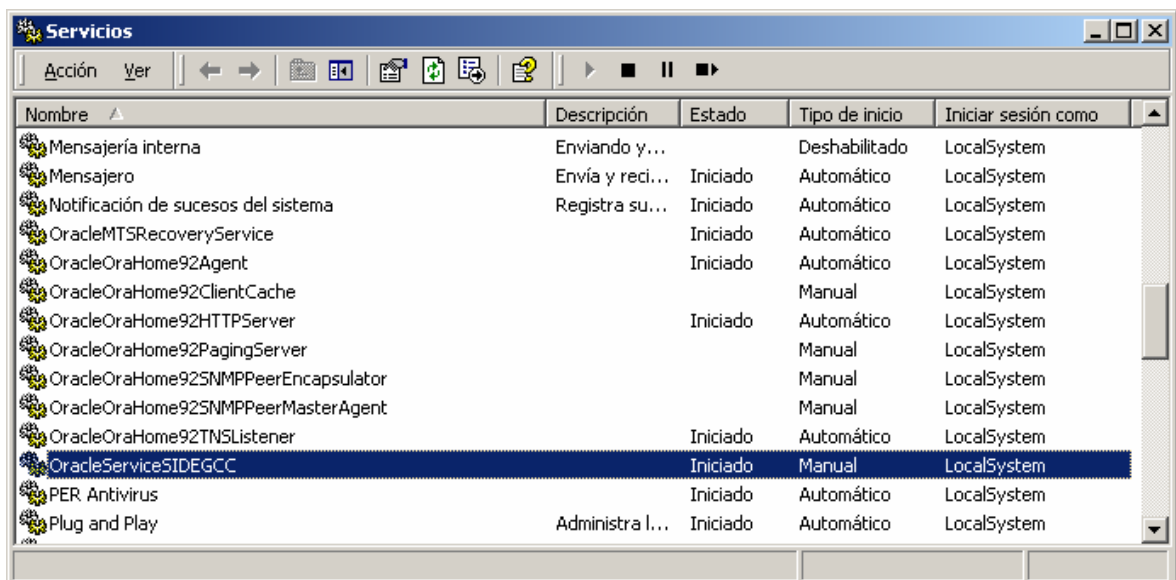 Servicios
Acción Ver
Nombre Descripción Estado Tipo de inicio Iniciar sesión como
Mensajería interna Enviando y... Deshabilitado LocalSystem
Mensajero Envía y reci... Iniciado Automático LocalSystem
Notificación de sucesos del sistema Registra su... Iniciado Automático LocalSystem
OracleMTSRecoveryService Iniciado Automático LocalSystem
OracleOraHome92Agent Iniciado Automático LocalSystem
OracleOraHome92ClientCache Manual LocalSystem
OracleOraHome92HTTPServer Iniciado Automático LocalSystem
OracleOraHome92PagingServer Manual LocalSystem
OracleOraHome92SNMPPeerEncapsulator Manual LocalSystem
OracleOraHome92SNMPPeerMasterAgent Manual LocalSystem
OracleOraHome92TNSListener Iniciado Automático LocalSystem
OracleServiceSIDEGCC Iniciado Manual LocalSystem
PER Antivirus Iniciado Automático LocalSystem
Plug and Play Administra l... Iniciado Automático LocalSystem